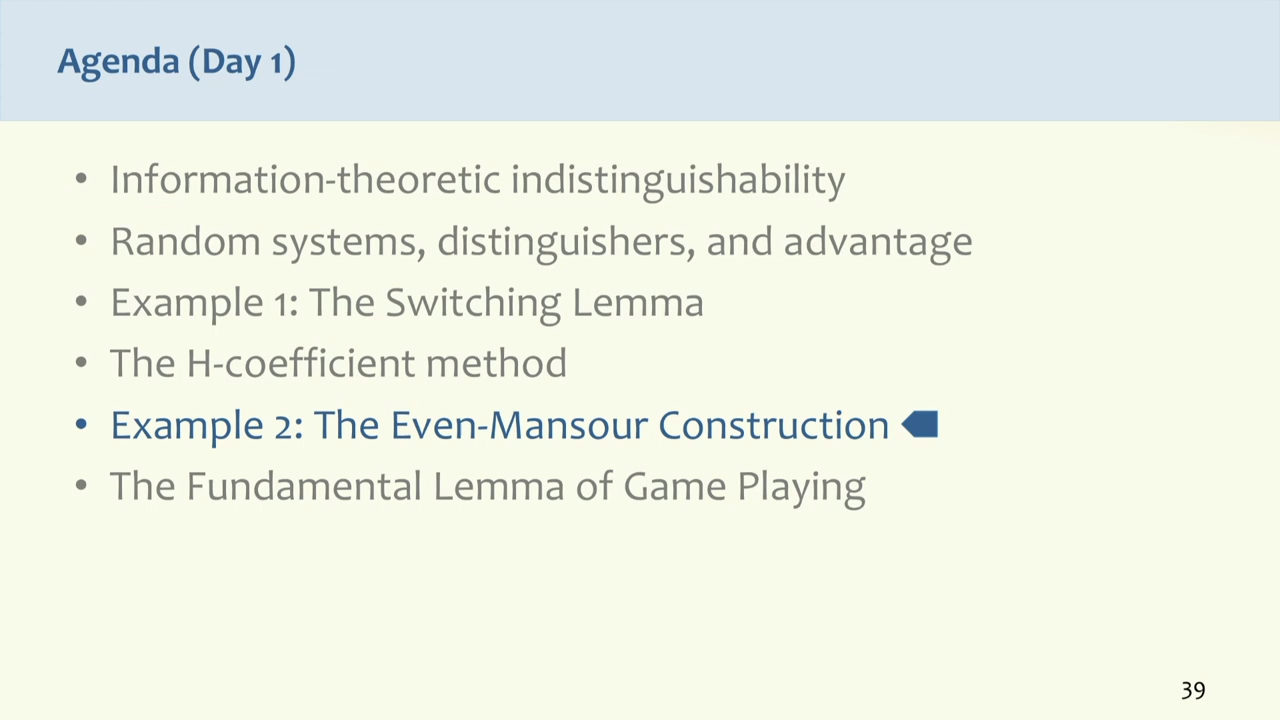 Agenda (Day 1)
• Information-theoretic indistinguishability
• Random systems, distinguishers, and advantage
• Example 1: The Switching Lemma
• The H-coefficient method
• Example 2: The Even-Mansour Construction
• The Fundamental Lemma of Game Playing
39